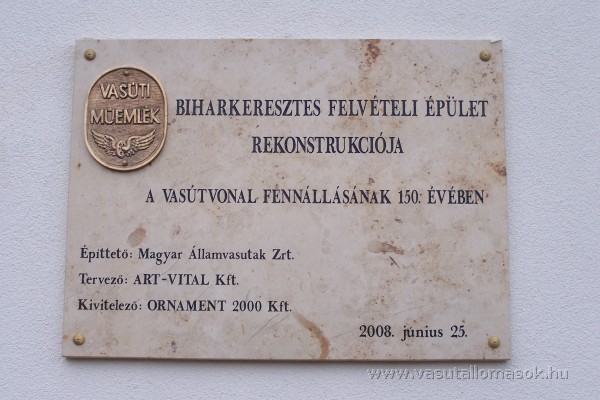 VASÚTI
MŰEMLÉK
BIHARKERESZTES FELVÉTELI ÉPÜLET
REKONSTRUKCIÓJA
A VASÚTVONAL FENNÁLLÁSÁNAK 150. ÉVÉBEN
Építtető: Magyar Államvasutak Zrt.
Tervező: ART-VITAL Kft.
Kivitelező: ORNAMENT 2000 Kft.
2008. június 25.
© www.vasutallomasok.hu